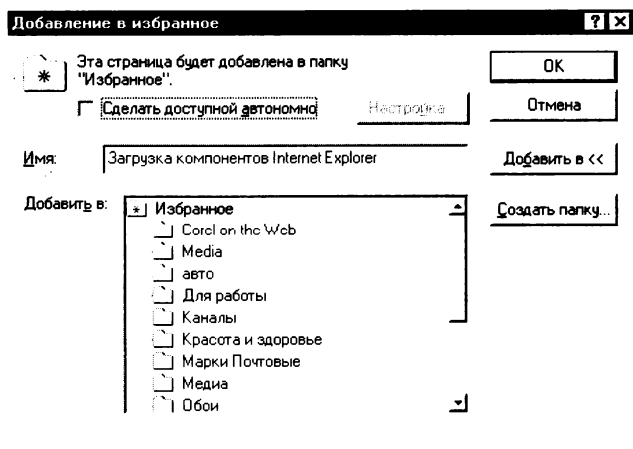 Добавление в избранное
? X
Эта страница будет добавлена в папку
"Избранное".
OK
Сделать доступной автономно
Настройка
Отмена
Имя:
Загрузка компонентов Internet Explorer
Добавить в <<
Добавить в:
Избранное
Создать папку...
Corel on the Web
Media
авто
Для работы
Каналы
Красота и здоровье
Марки Почтовые
Медиа
Обои